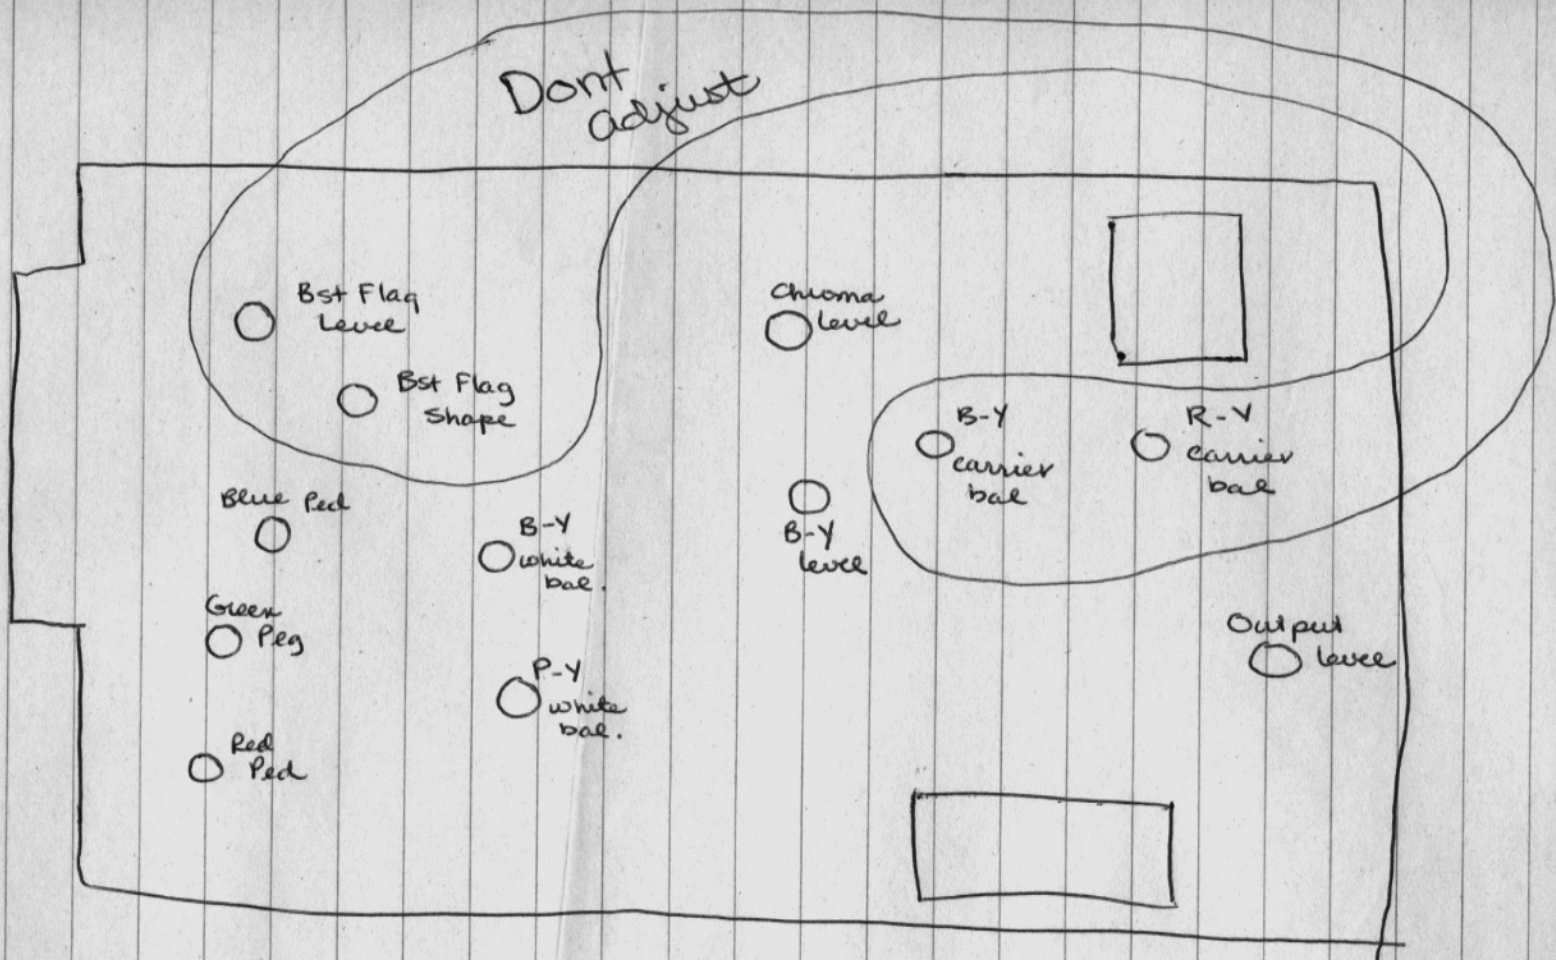 Dont
adjust
Bst Flag
Level
Bst Flag
Shape
Chroma
level
B-Y
carrier
bal
R-Y
carrier
bal
Blue Ped
B-Y
white
bal.
B-Y
level
Green
Peg
P-Y
white
bal.
Output
level
Red
Ped